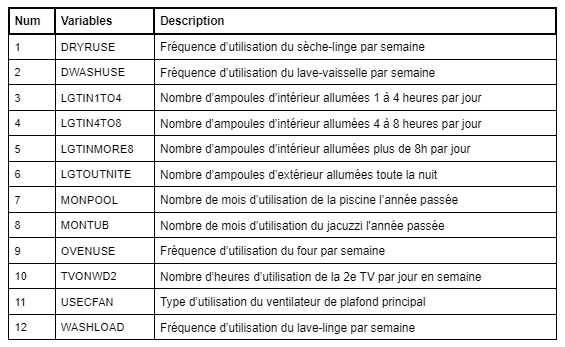 Num Variables Description
1 DRYRUSE Fréquence d’utilisation du sèche-linge par semaine
2 DWASHUSE Fréquence d’utilisation du lave-vaisselle par semaine
3 LGTIN1TO4 Nombre d’ampoules d’intérieur allumées 1 à 4 heures par jour
4 LGTIN4TO8 Nombre d’ampoules d’intérieur allumées 4 à 8 heures par jour
5 LGTINMORE8 Nombre d’ampoules d’intérieur allumées plus de 8h par jour
6 LGTOUTNITE Nombre d’ampoules d’extérieur allumées toute la nuit
7 MONPOOL Nombre de mois d’utilisation de la piscine l’année passée
8 MONTUB Nombre de mois d’utilisation du jacuzzi l'année passée
9 OVENUSE Fréquence d’utilisation du four par semaine
10 TVONWD2 Nombre d’heures d’utilisation de la 2e TV par jour en semaine
11 USECFAN Type d’utilisation du ventilateur de plafond principal
12 WASHLOAD Fréquence d’utilisation du lave-linge par semaine